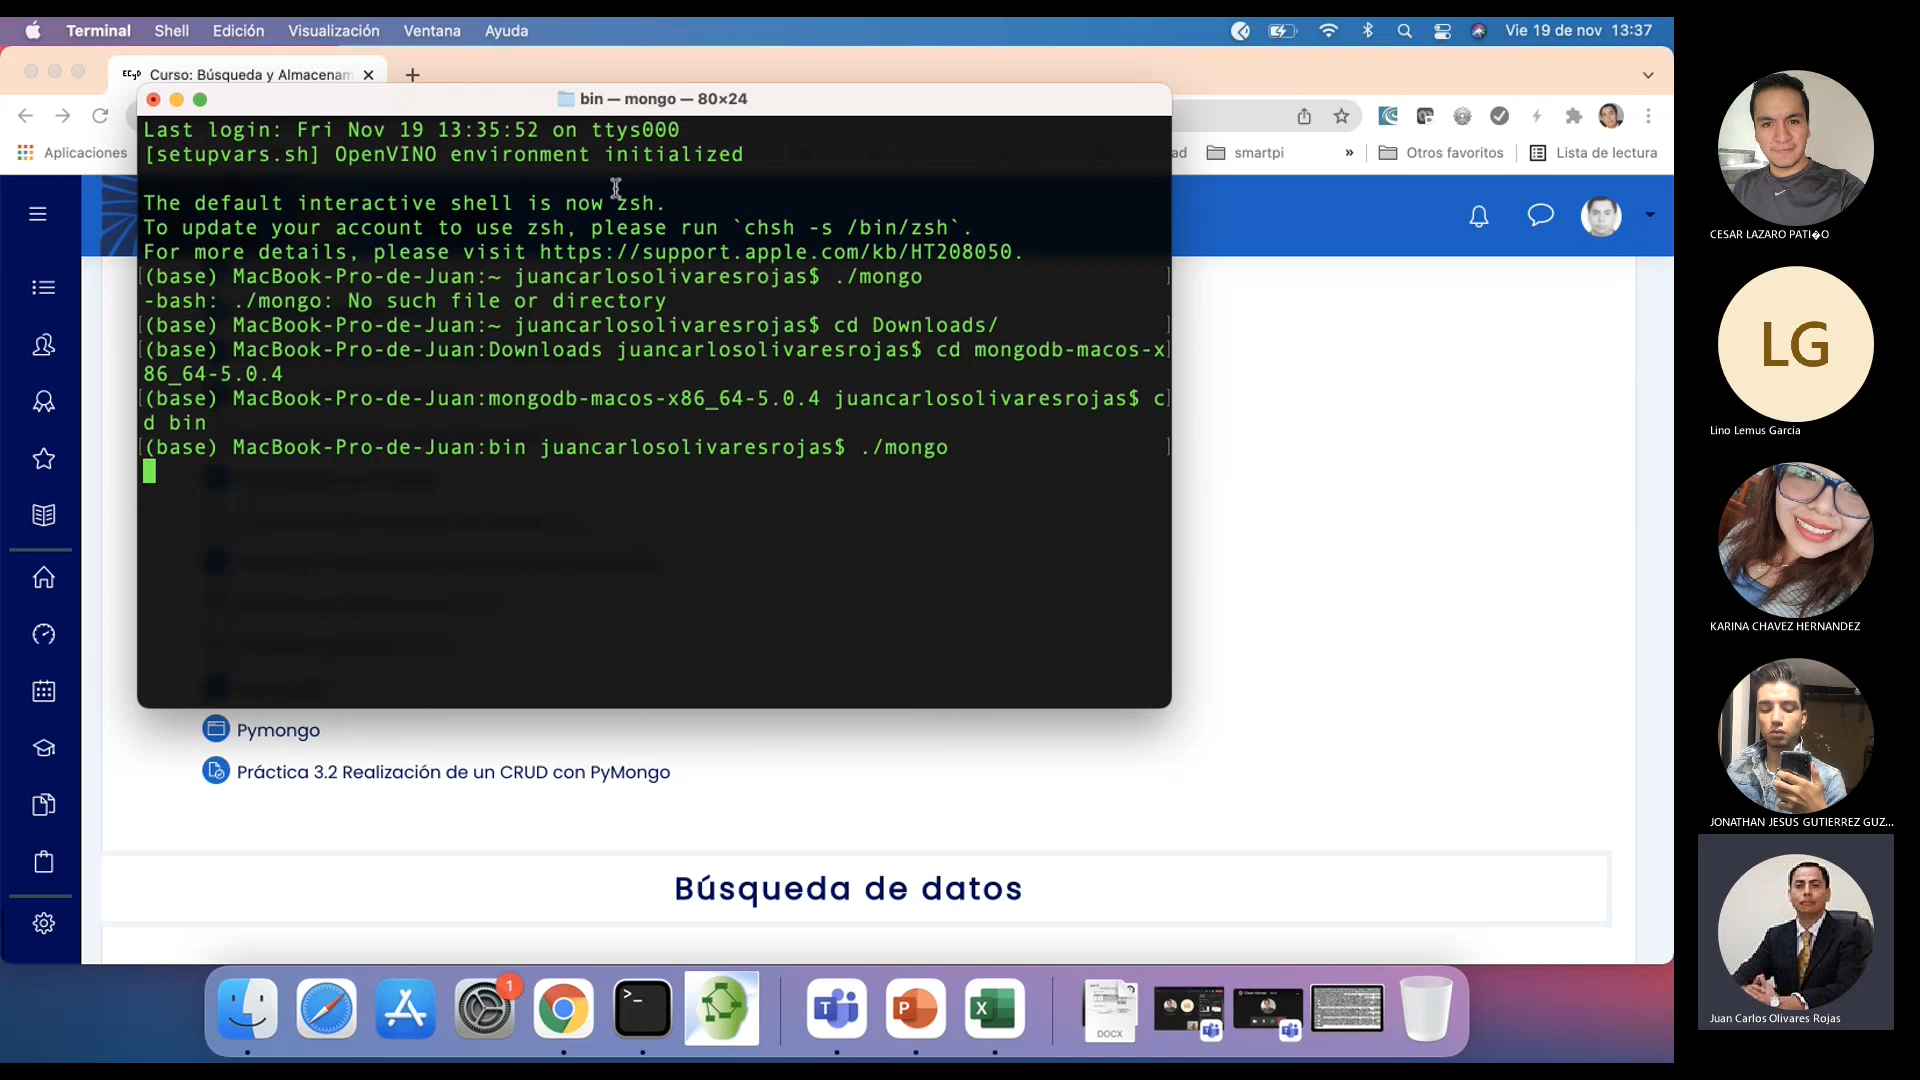 Terminal Shell Edición Visualización Ventana Ayuda
Vie 19 de nov 13:37
ECyD Curso: Búsqueda y Almacenam
bin — mongo — 80×24
Aplicaciones
ad smartpi » Otros favoritos Lista de lectura
Last login: Fri Nov 19 13:35:52 on ttys000
[setupvars.sh] OpenVINO environment initialized
The default interactive shell is now zsh.
To update your account to use zsh, please run `chsh -s /bin/zsh`.
For more details, please visit https://support.apple.com/kb/HT208050.
[(base) MacBook-Pro-de-Juan:~ juancarlosolivaresrojas$ ./mongo ]
-bash: ./mongo: No such file or directory
[(base) MacBook-Pro-de-Juan:~ juancarlosolivaresrojas$ cd Downloads/ ]
[(base) MacBook-Pro-de-Juan:Downloads juancarlosolivaresrojas$ cd mongodb-macos-x]
86_64-5.0.4
[(base) MacBook-Pro-de-Juan:mongodb-macos-x86_64-5.0.4 juancarlosolivaresrojas$ c]
d bin
[(base) MacBook-Pro-de-Juan:bin juancarlosolivaresrojas$ ./mongo ]
Pymongo
Práctica 3.2 Realización de un CRUD con PyMongo
Búsqueda de datos
1
DOCX
CESAR LAZARO PATI�O
LG
Lino Lemus Garcia
KARINA CHAVEZ HERNANDEZ
JONATHAN JESUS GUTIERREZ GUZ...
Juan Carlos Olivares Rojas